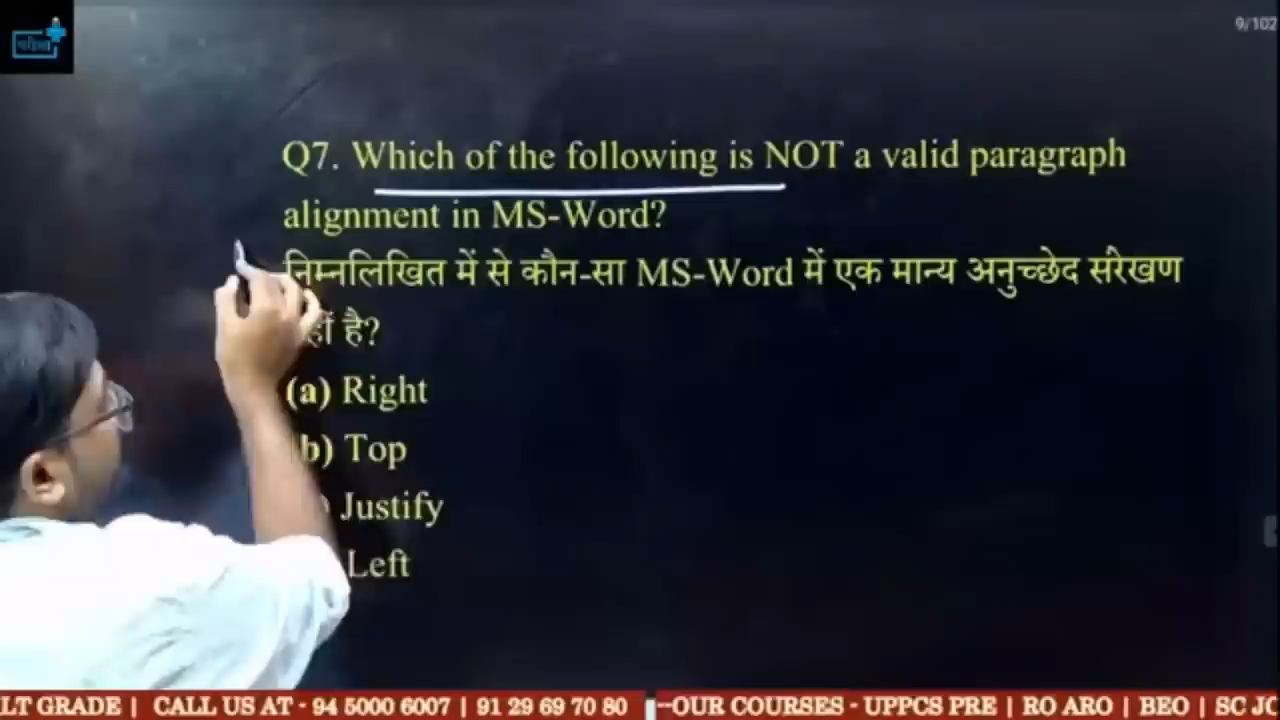 9/102
Q7. Which of the following is NOT a valid paragraph
alignment in MS-Word?
निम्नलिखित में से कौन-सा MS-Word में एक मान्य अनुच्छेद संरेखण
है?
(a) Right
b) Top
) Justify
Left
LT GRADE | CALL US AT - 94 5000 6007 | 91 29 69 70 80 --OUR COURSES - UPPCS PRE | RO ARO | BEO | SC JO